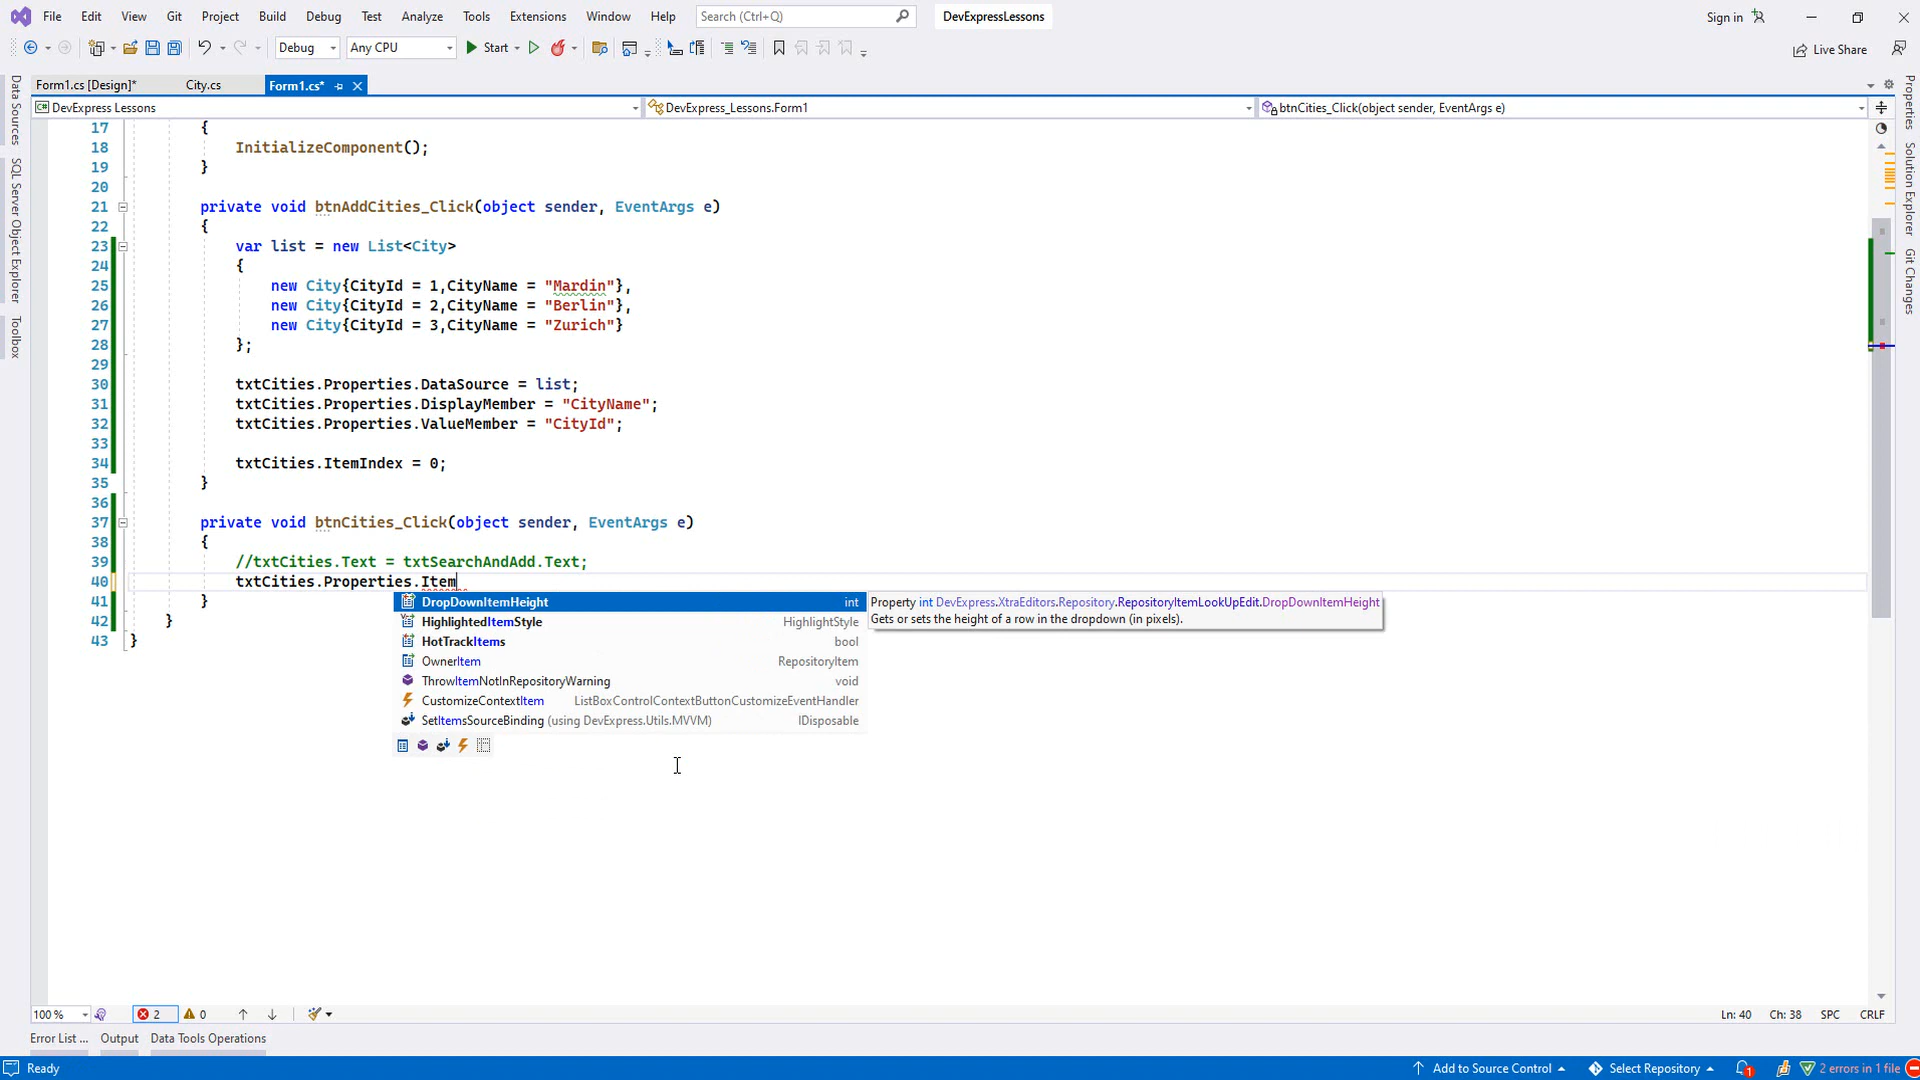 File Edit View Git Project Build Debug Test Analyze Tools Extensions Window Help Search (Ctrl+Q) DevExpressLessons Sign in
Debug Any CPU Start Live Share
Form1.cs [Design]* City.cs Form1.cs*
DevExpress Lessons DevExpress_Lessons.Form1 btnCities_Click(object sender, EventArgs e)
Data Sources
SQL Server Object Explorer
Toolbox
Properties
Solution Explorer
Git Changes
17 {
18 InitializeComponent();
19 }
20
21 private void btnAddCities_Click(object sender, EventArgs e)
22 {
23 var list = new List<City>
24 {
25 new City{CityId = 1,CityName = "Mardin"},
26 new City{CityId = 2,CityName = "Berlin"},
27 new City{CityId = 3,CityName = "Zurich"}
28 };
29
30 txtCities.Properties.DataSource = list;
31 txtCities.Properties.DisplayMember = "CityName";
32 txtCities.Properties.ValueMember = "CityId";
33
34 txtCities.ItemIndex = 0;
35 }
36
37 private void btnCities_Click(object sender, EventArgs e)
38 {
39 //txtCities.Text = txtSearchAndAdd.Text;
40 txtCities.Properties.Item
41 }
42 }
43 }
DropDownItemHeight int
HighlightedItemStyle HighlightStyle
HotTrackItems bool
OwnerItem RepositoryItem
ThrowItemNotInRepositoryWarning void
CustomizeContextItem ListBoxControlContextButtonCustomizeEventHandler
SetItemsSourceBinding (using DevExpress.Utils.MVVM) IDisposable
Property int DevExpress.XtraEditors.Repository.RepositoryItemLookUpEdit.DropDownItemHeight
Gets or sets the height of a row in the dropdown (in pixels).
100 % 2 0 Ln: 40 Ch: 38 SPC CRLF
Error List ... Output Data Tools Operations
Ready Add to Source Control Select Repository 1 2 errors in 1 file